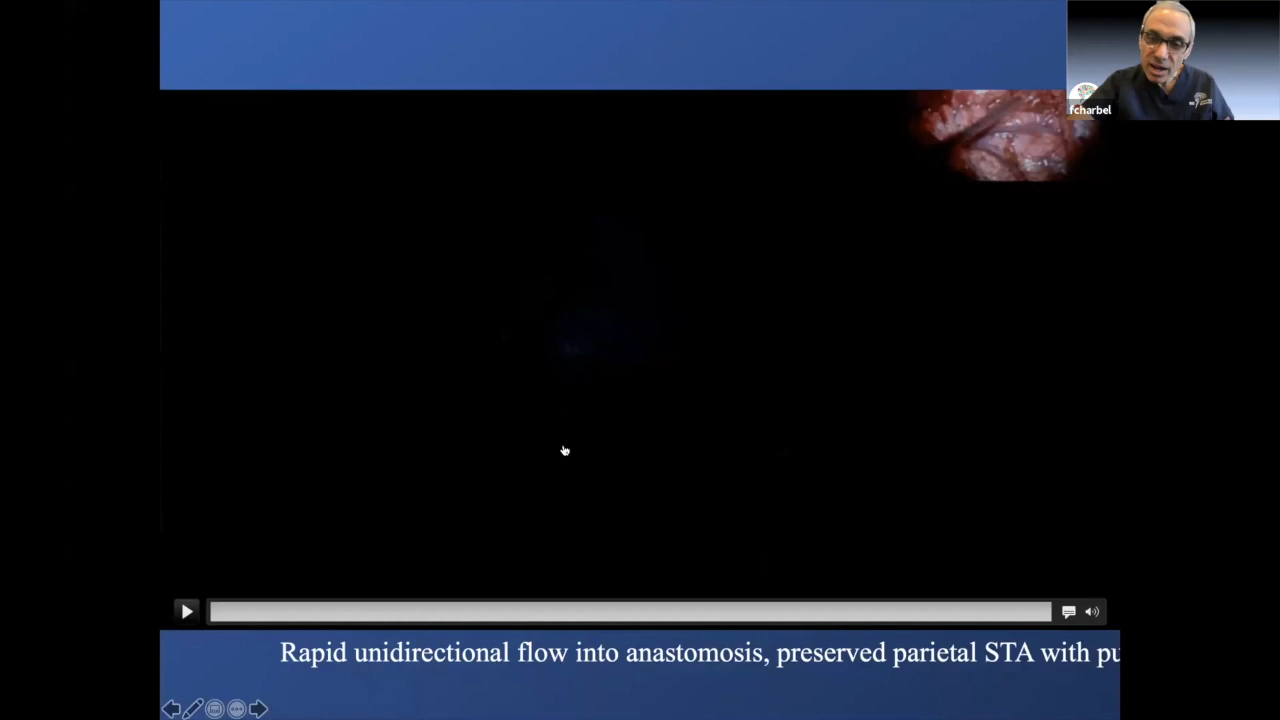 fcharbel
Rapid unidirectional flow into anastomosis, preserved parietal STA with pu